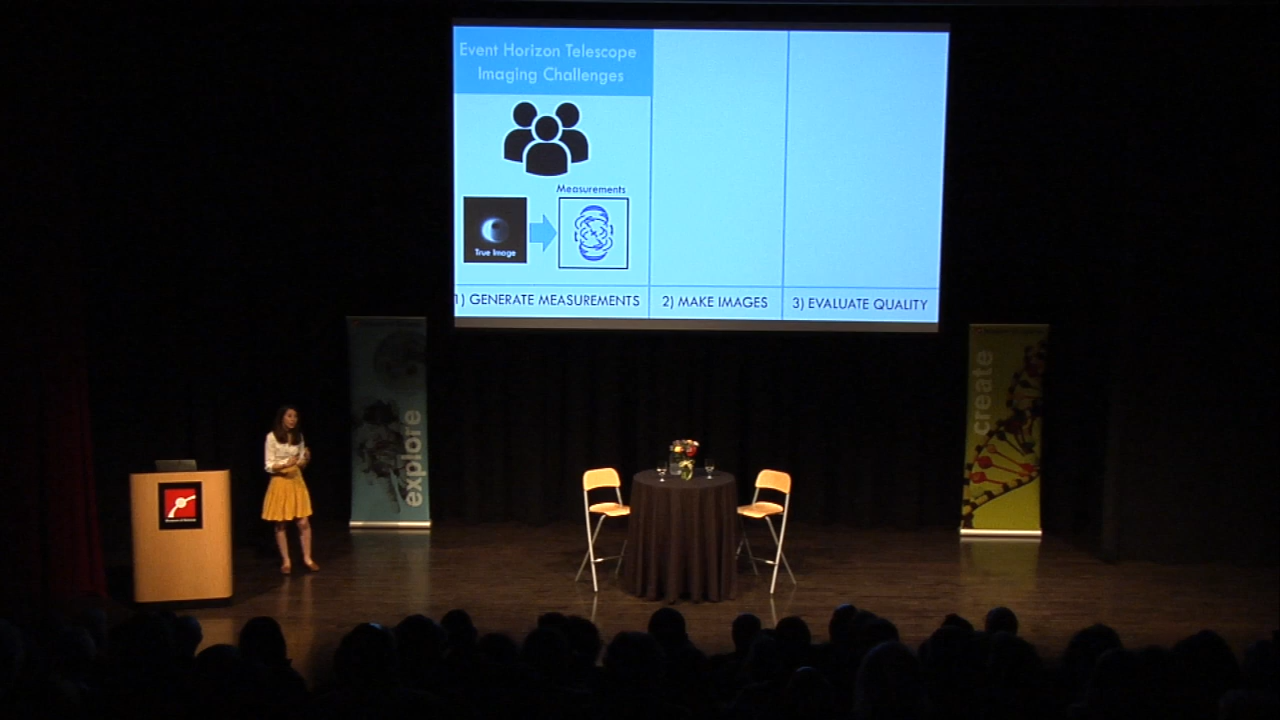 Event Horizon Telescope
Imaging Challenges
Measurements
True Image
1) GENERATE MEASUREMENTS
2) MAKE IMAGES
3) EVALUATE QUALITY
explore
create